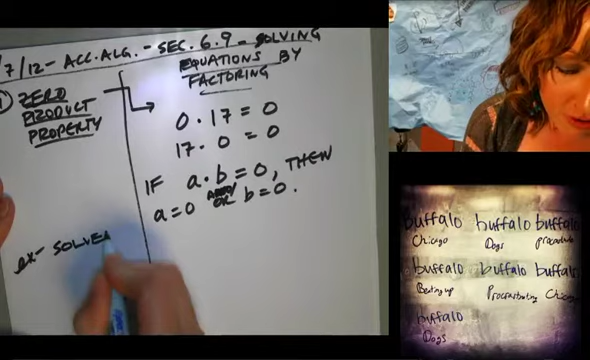 /7/12 - ACC. ALG. - SEC. 6.9 - SOLVING
EQUATIONS BY
FACTORING
1 ZERO
PRODUCT
PROPERTY
0 · 17 = 0
17 · 0 = 0
IF a · b = 0, THEN
a = 0 AND/OR b = 0.
ex- SOLVE
buffalo buffalo buffalo
Chicago Dogs
buffalo buffalo buffalo
Beating up Procrastinating Chicago
buffalo
Dogs